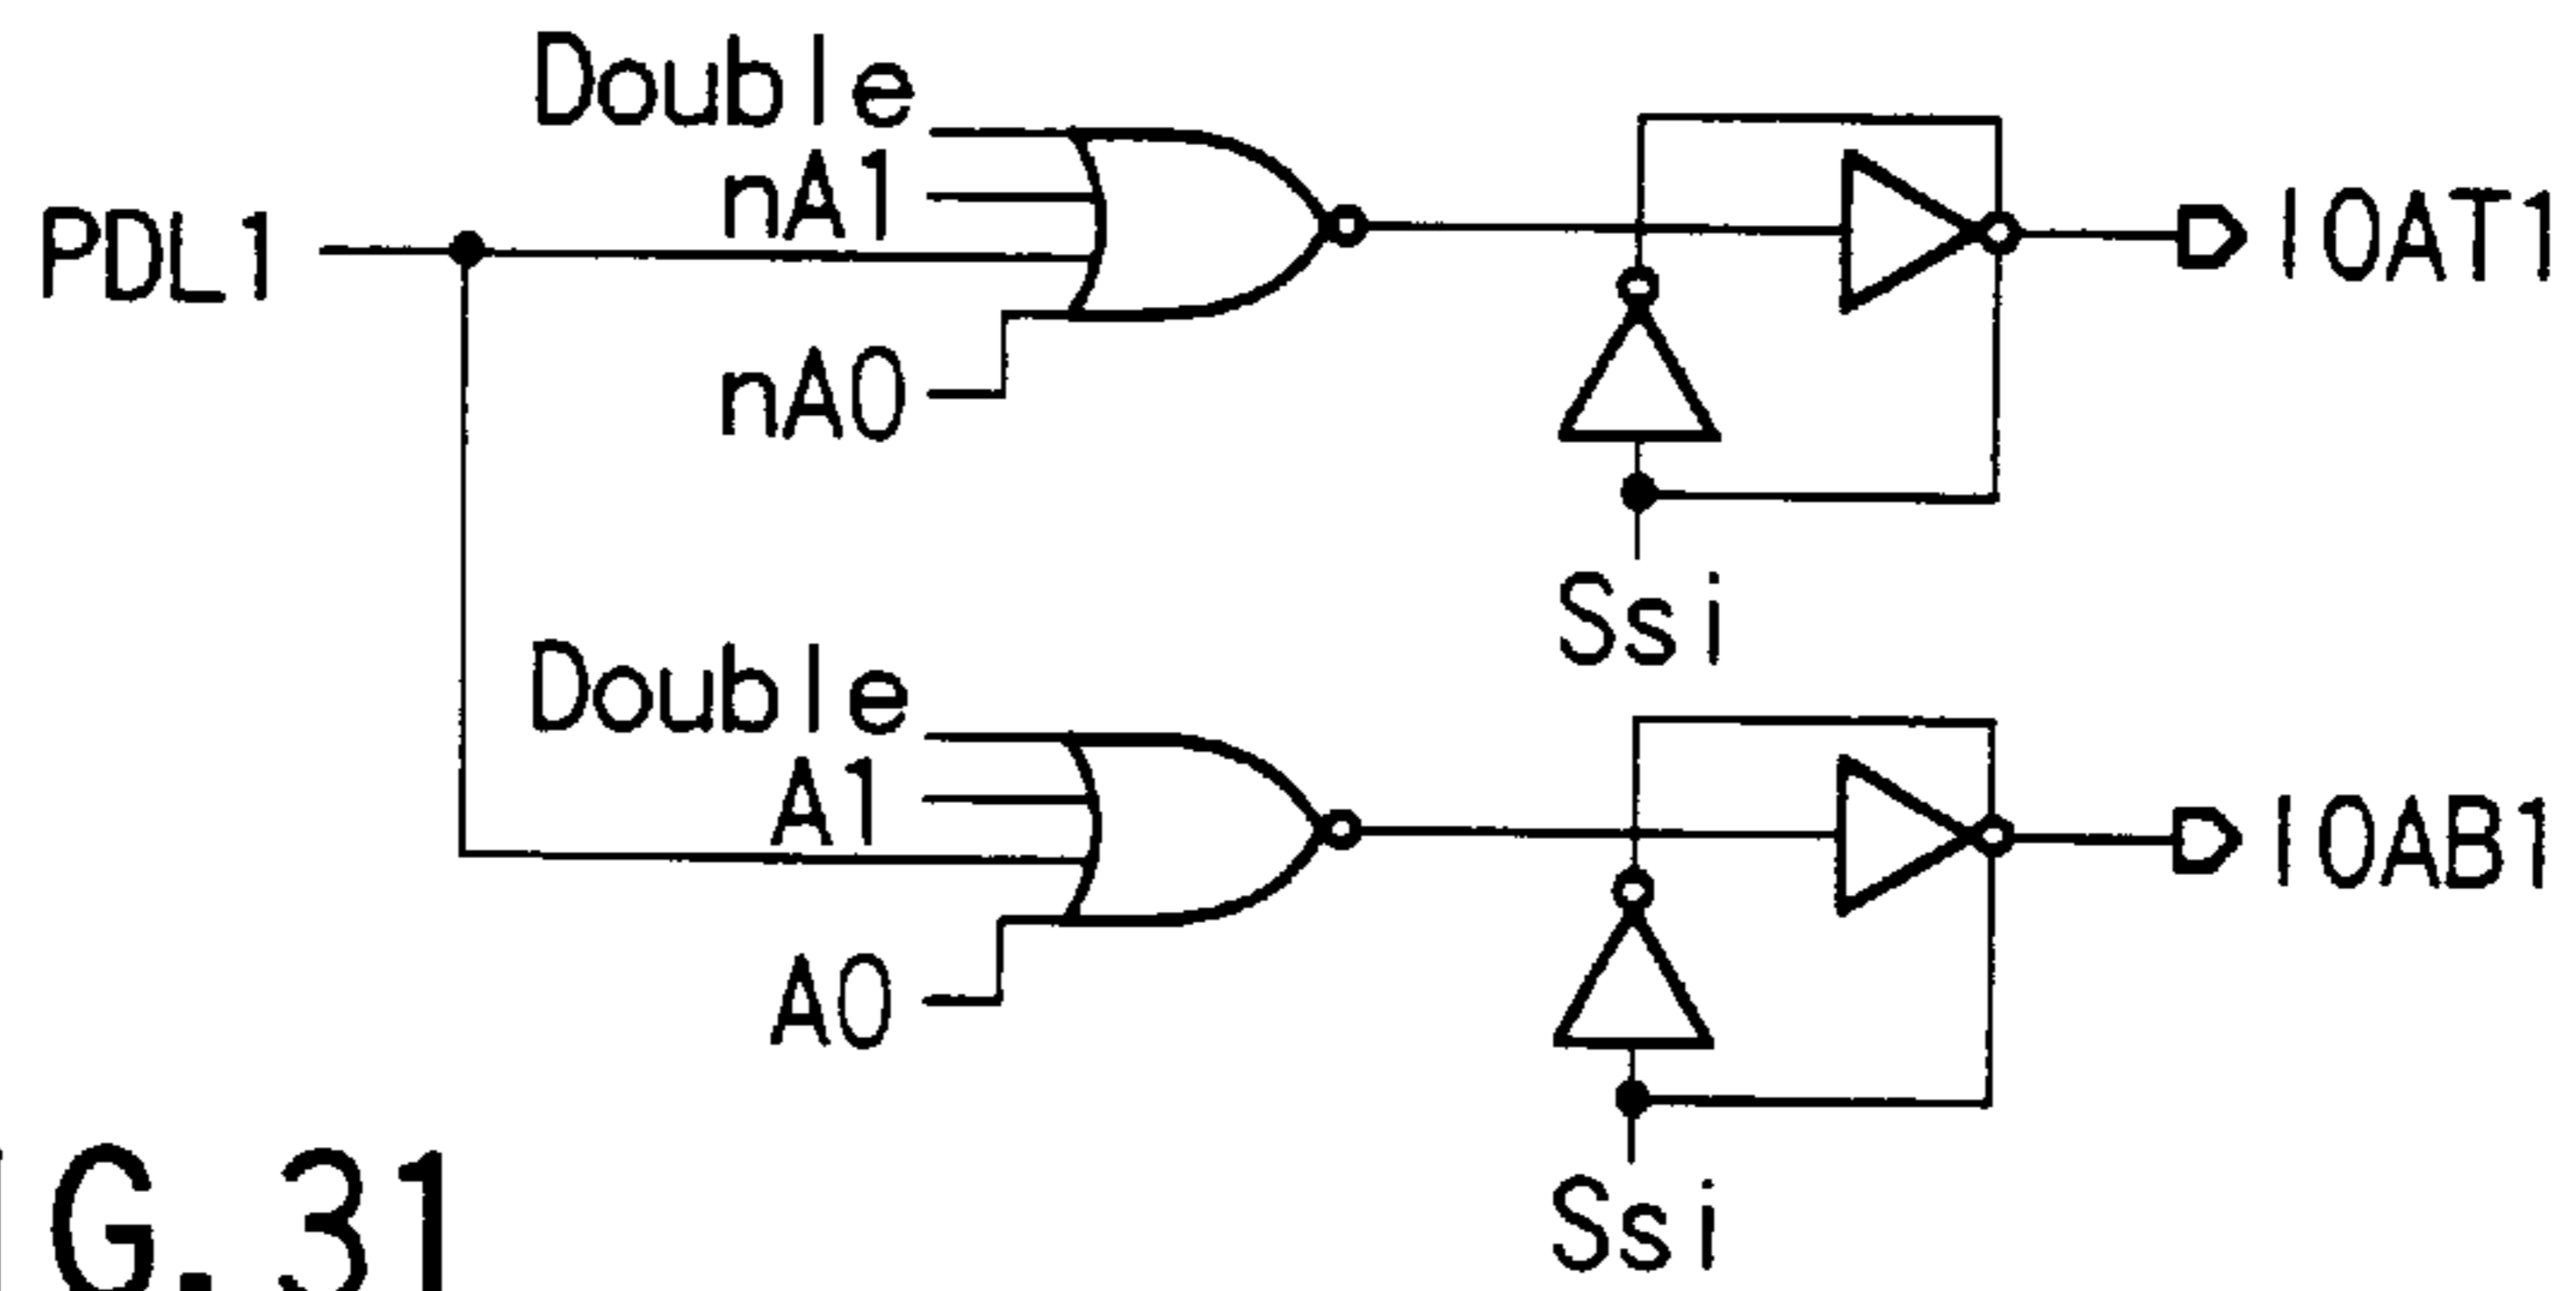 Double
nA1
PDL1
nA0
IOAT1
Ssi
Double
A1
A0
IOAB1
Ssi
IG.31